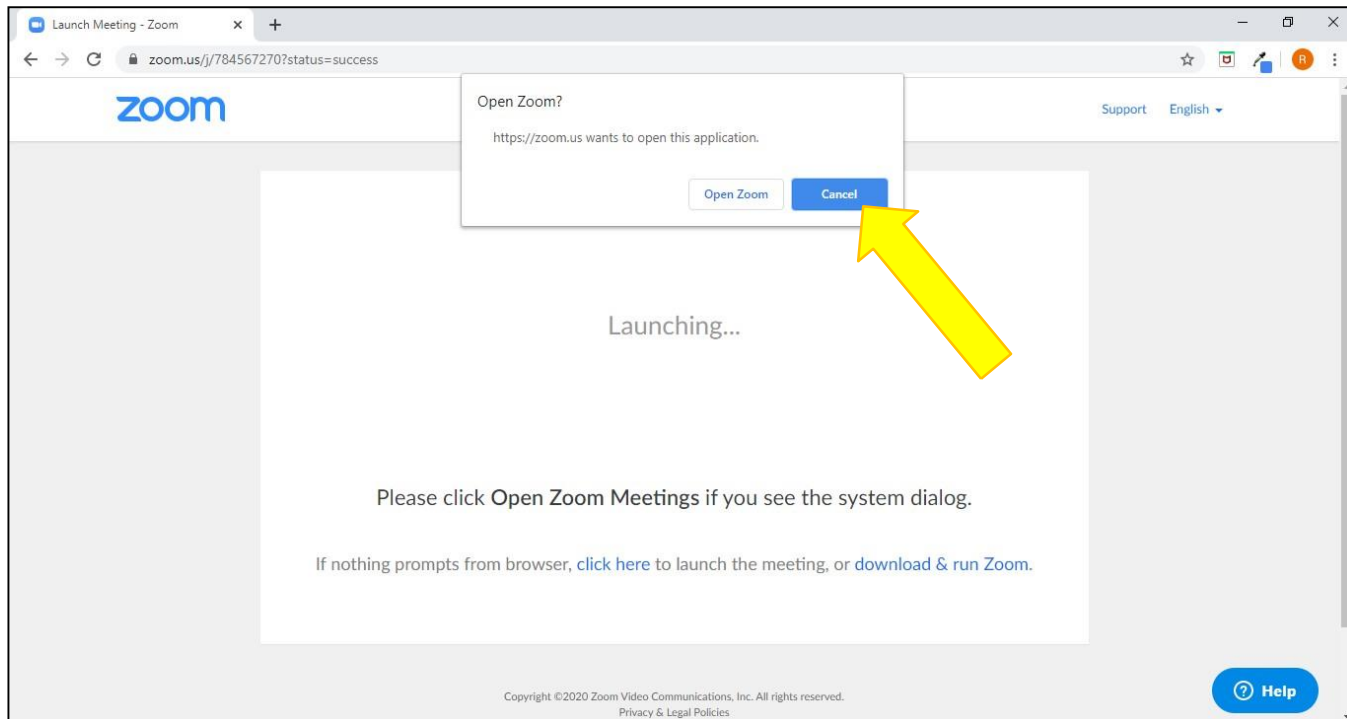 Launch Meeting - Zoom
zoom.us/j/784567270?status=success
R
zoom
Support English
Open Zoom?
https://zoom.us wants to open this application.
Open Zoom Cancel
Launching...
Please click Open Zoom Meetings if you see the system dialog.
If nothing prompts from browser, click here to launch the meeting, or download & run Zoom.
Copyright ©2020 Zoom Video Communications, Inc. All rights reserved.
Privacy & Legal Policies
? Help